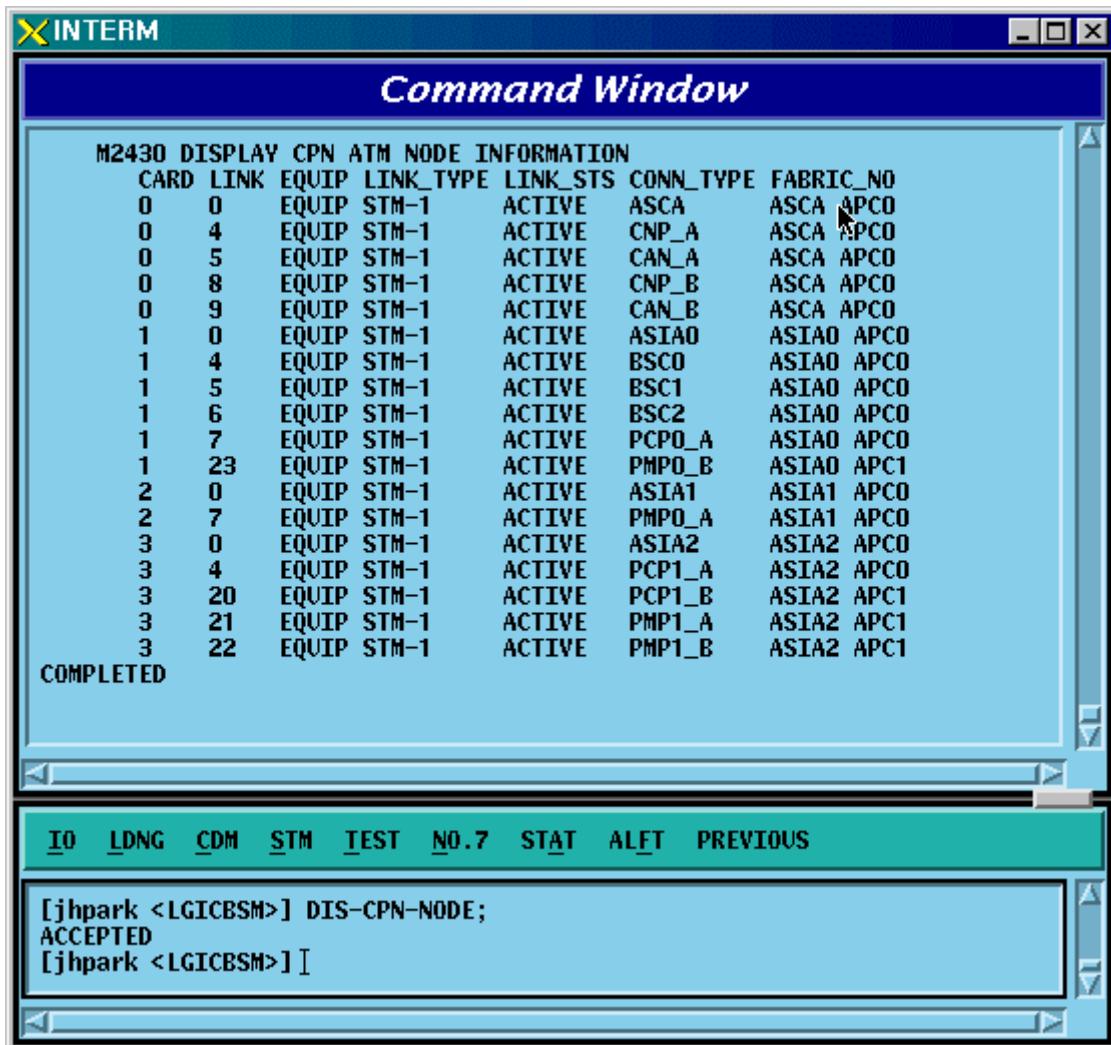 INTERM
Command Window
M2430 DISPLAY CPN ATM NODE INFORMATION
CARD LINK EQUIP LINK_TYPE LINK_STS CONN_TYPE FABRIC_NO
0 0 EQUIP STM-1 ACTIVE ASCA ASCA APC0
0 4 EQUIP STM-1 ACTIVE CNP_A ASCA APC0
0 5 EQUIP STM-1 ACTIVE CAN_A ASCA APC0
0 8 EQUIP STM-1 ACTIVE CNP_B ASCA APC0
0 9 EQUIP STM-1 ACTIVE CAN_B ASCA APC0
1 0 EQUIP STM-1 ACTIVE ASIA0 ASIA0 APC0
1 4 EQUIP STM-1 ACTIVE BSC0 ASIA0 APC0
1 5 EQUIP STM-1 ACTIVE BSC1 ASIA0 APC0
1 6 EQUIP STM-1 ACTIVE BSC2 ASIA0 APC0
1 7 EQUIP STM-1 ACTIVE PCP0_A ASIA0 APC0
1 23 EQUIP STM-1 ACTIVE PMP0_B ASIA0 APC1
2 0 EQUIP STM-1 ACTIVE ASIA1 ASIA1 APC0
2 7 EQUIP STM-1 ACTIVE PMP0_A ASIA1 APC0
3 0 EQUIP STM-1 ACTIVE ASIA2 ASIA2 APC0
3 4 EQUIP STM-1 ACTIVE PCP1_A ASIA2 APC0
3 20 EQUIP STM-1 ACTIVE PCP1_B ASIA2 APC1
3 21 EQUIP STM-1 ACTIVE PMP1_A ASIA2 APC1
3 22 EQUIP STM-1 ACTIVE PMP1_B ASIA2 APC1
COMPLETED
IO LDNG CDM STM TEST NO.7 STAT ALFT PREVIOUS
[jhpark <LGICBSM>] DIS-CPN-NODE;
ACCEPTED
[jhpark <LGICBSM>]